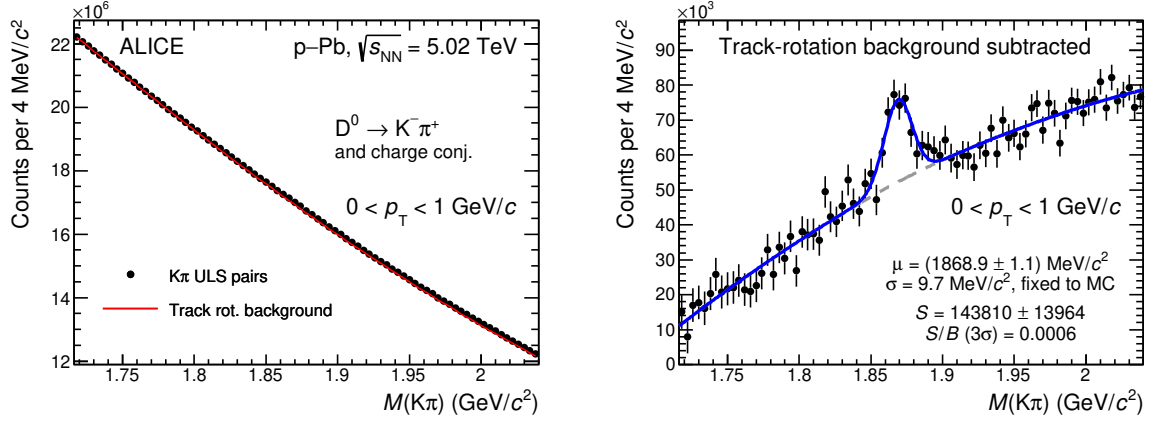 ×10⁶
Counts per 4 MeV/c²
22
20
18
16
14
12
ALICE
p–Pb, √sNN = 5.02 TeV
D⁰ → K⁻π⁺
and charge conj.
0 < pT < 1 GeV/c
Kπ ULS pairs
Track rot. background
1.75 1.8 1.85 1.9 1.95 2
M(Kπ) (GeV/c²)
×10³
Counts per 4 MeV/c²
90
80
70
60
50
40
30
20
10
0
Track-rotation background subtracted
0 < pT < 1 GeV/c
μ = (1868.9 ± 1.1) MeV/c²
σ = 9.7 MeV/c², fixed to MC
S = 143810 ± 13964
S/B (3σ) = 0.0006
1.75 1.8 1.85 1.9 1.95 2
M(Kπ) (GeV/c²)